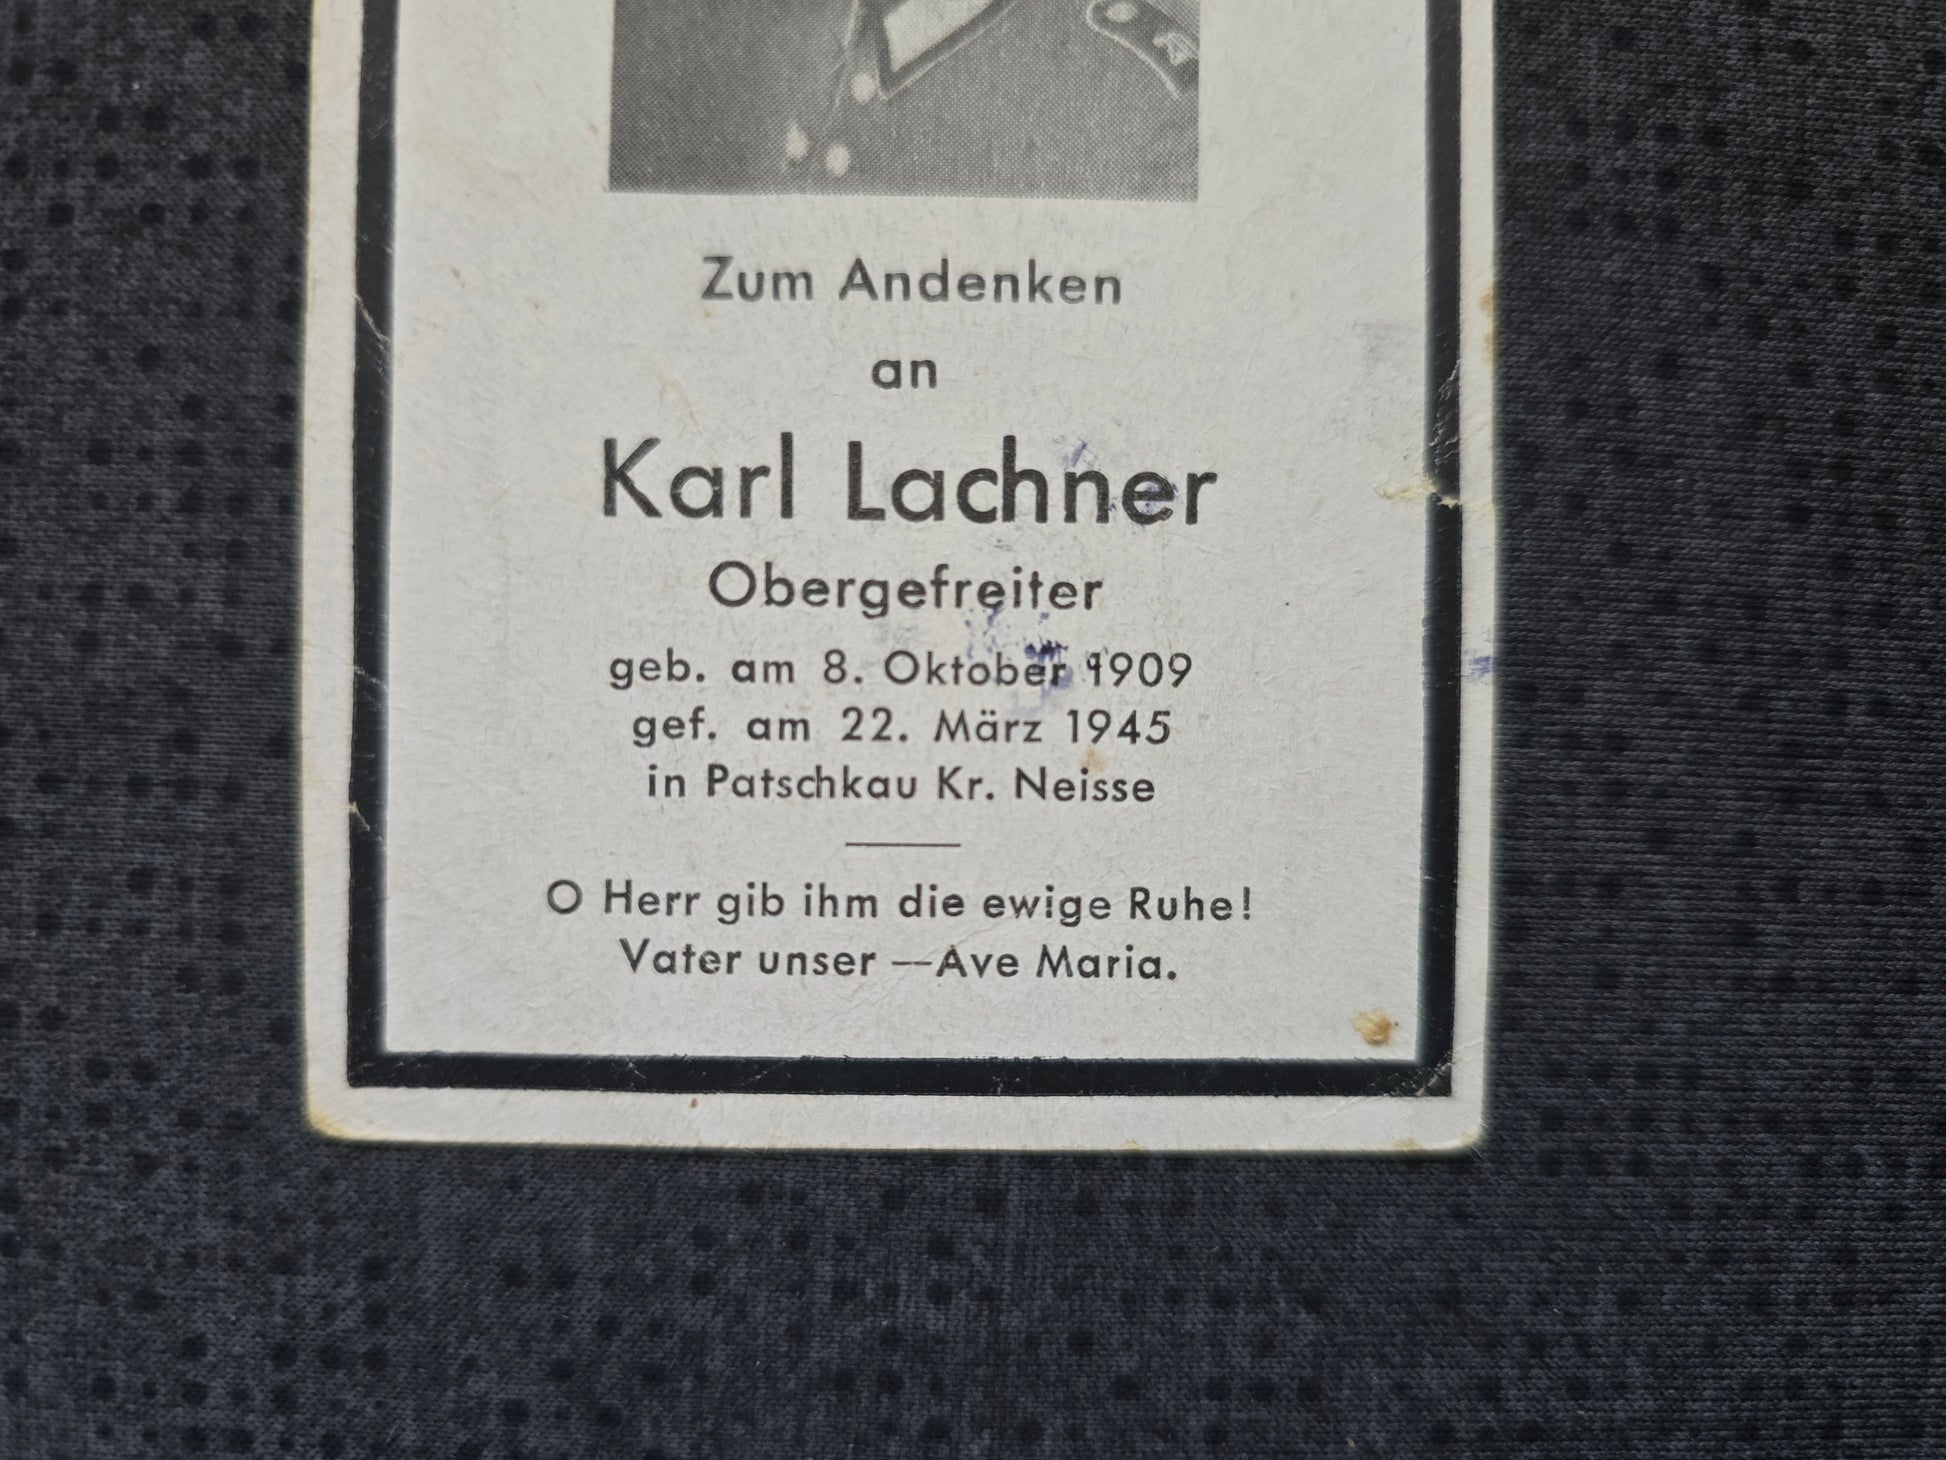 Zum Andenken
an
Karl Lachner
Obergefreiter
geb. am 8. Oktober 1909
gef. am 22. März 1945
in Patschkau Kr. Neisse
O Herr gib ihm die ewige Ruhe!
Vater unser — Ave Maria.